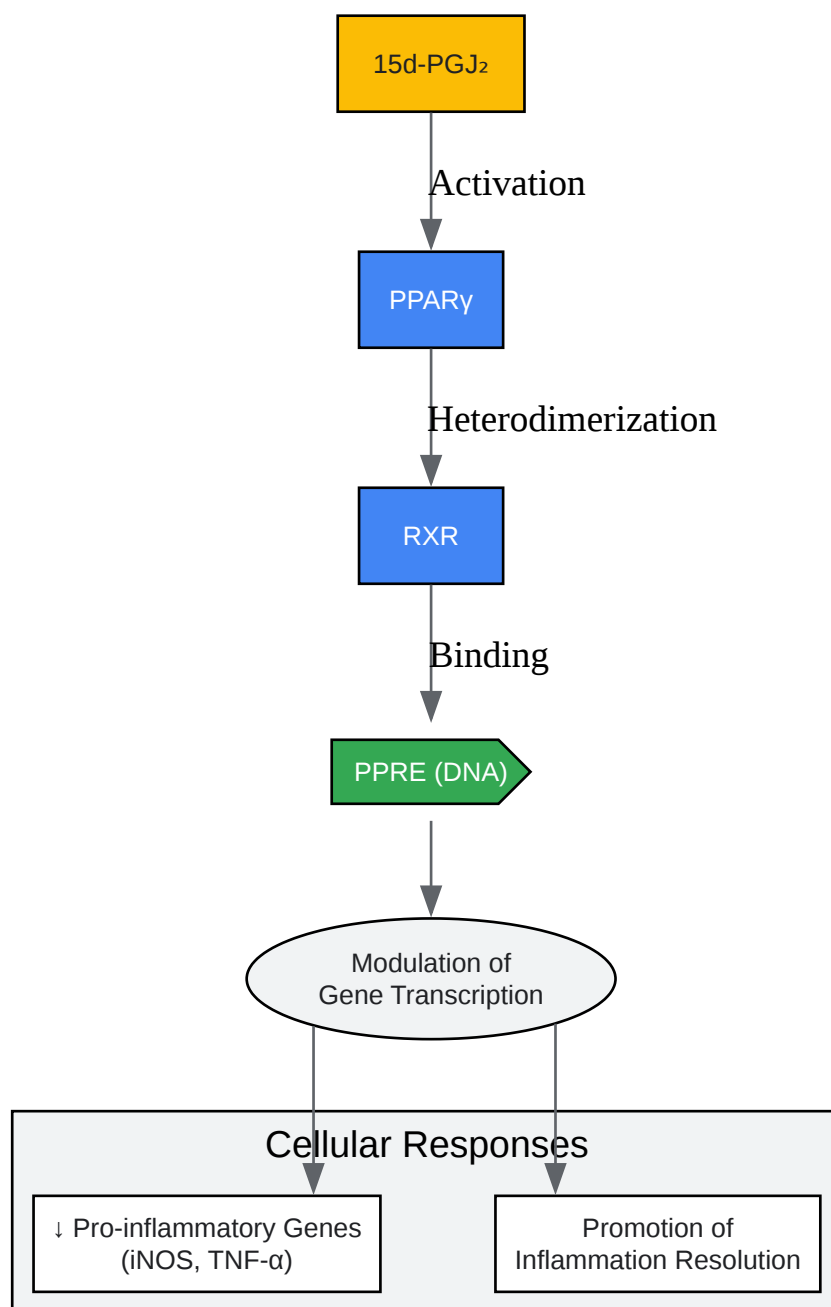 15d-PGJ₂
Activation
PPARγ
Heterodimerization
RXR
Binding
PPRE (DNA)
Modulation of
Gene Transcription
Cellular Responses
↓ Pro-inflammatory Genes
(iNOS, TNF-α)
Promotion of
Inflammation Resolution